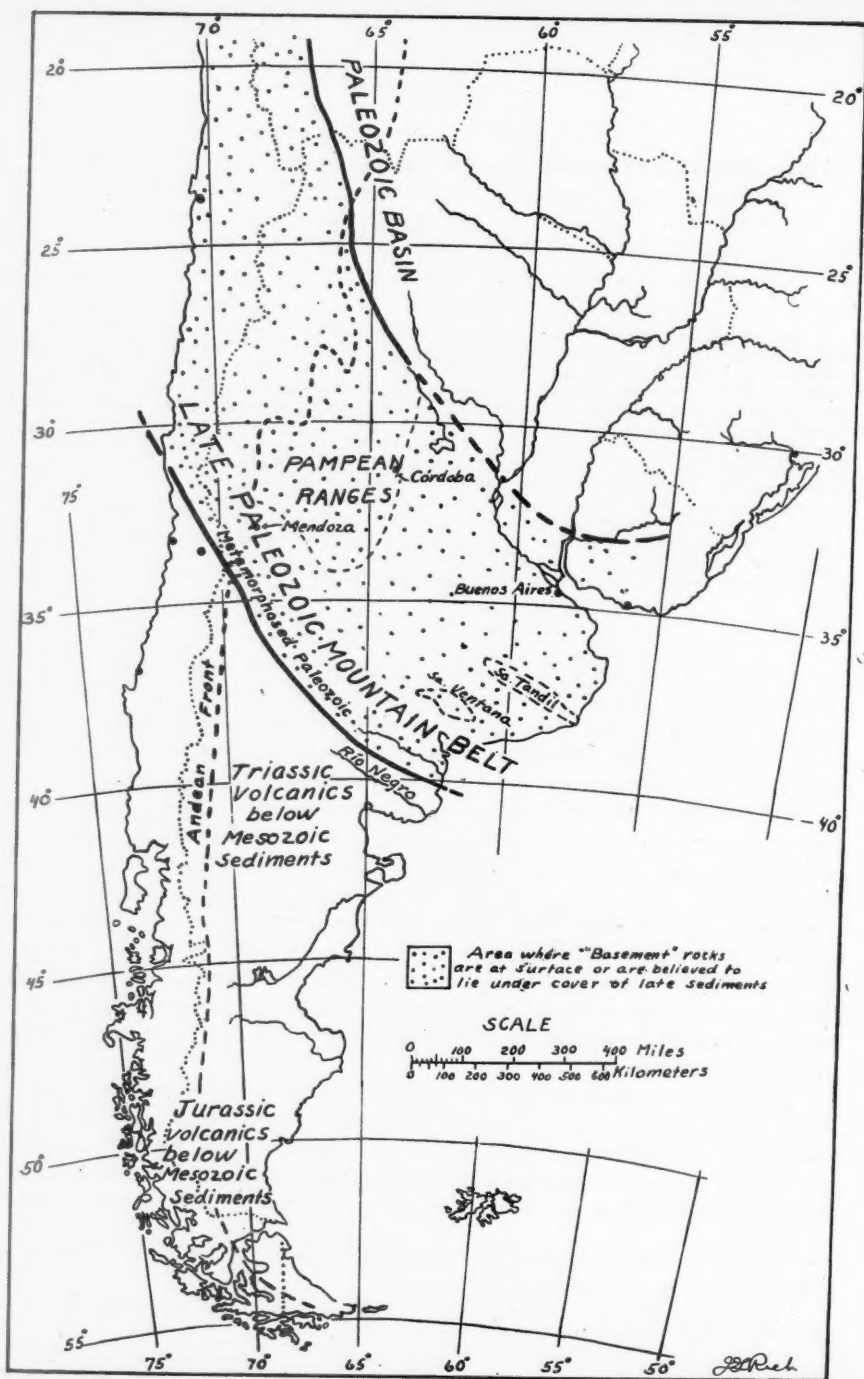 70° 65° 60° 55°
20°
20°
25°
25°
30°
30°
75°
35°
35°
40°
40°
45°
50°
55°
75° 70° 65° 60° 55° 50°
PALEOZOIC BASIN
LATE PALEOZOIC MOUNTAIN BELT
PAMPEAN
RANGES
Córdoba
Mendoza
Metamorphosed Paleozoic
Buenos Aires
Sa. Ventana
Sa. Tandil
Río Negro
Andean Front
Triassic
Volcanics
below
Mesozoic
Sediments
Area where "Basement" rocks
are at surface or are believed to
lie under cover of late sediments
SCALE
0 100 200 300 400 Miles
0 100 200 300 400 500 600 Kilometers
Jurassic
Volcanics
below
Mesozoic
Sediments
JLRich